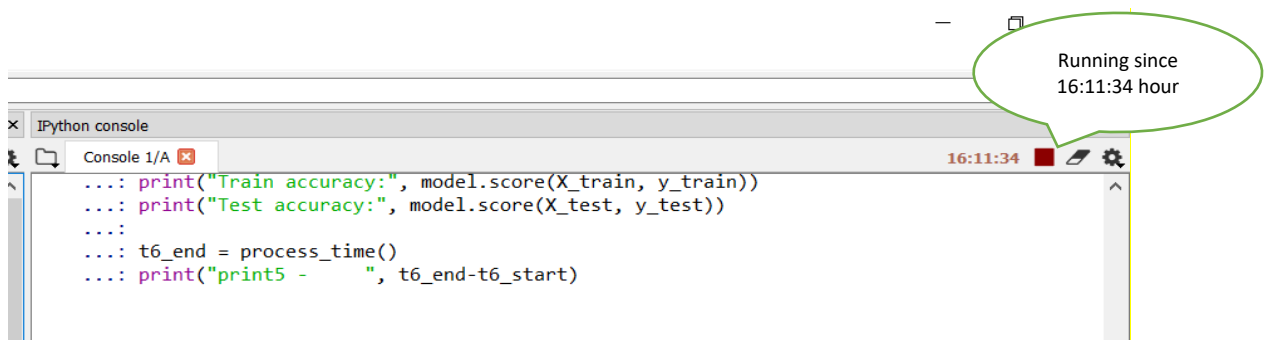 Running since
16:11:34 hour
IPython console
Console 1/A
16:11:34
...: print("Train accuracy:", model.score(X_train, y_train))
...: print("Test accuracy:", model.score(X_test, y_test))
...:
...: t6_end = process_time()
...: print("print5 -     ", t6_end-t6_start)